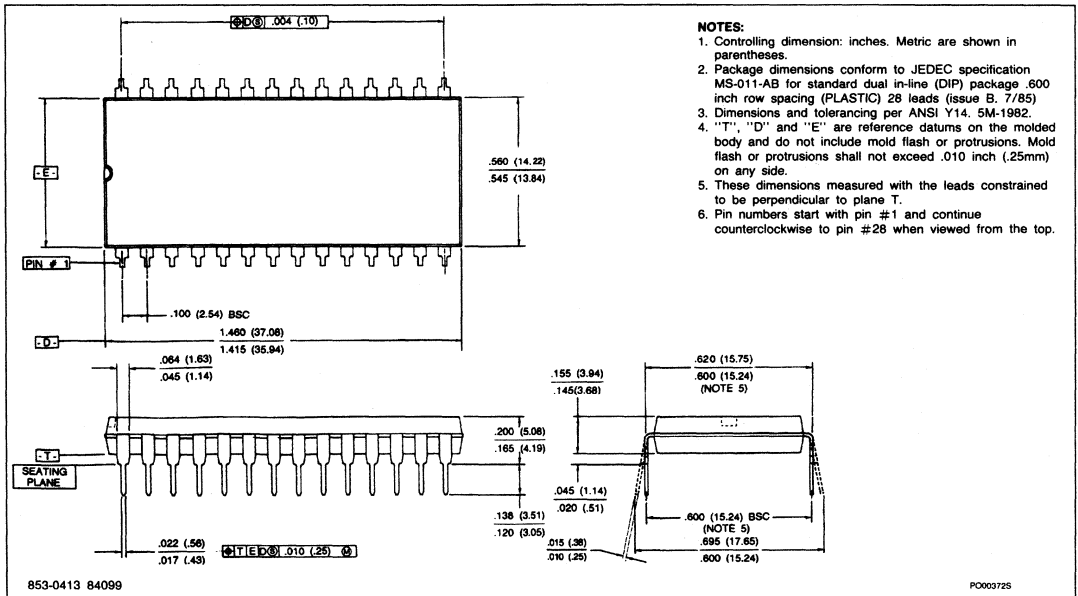 ⌖ D Ⓢ .004 (.10)
-E-
.560 (14.22)
.545 (13.84)
PIN # 1
.100 (2.54) BSC
-D-
1.460 (37.08)
1.415 (35.94)
.064 (1.63)
.045 (1.14)
-T-
SEATING
PLANE
.200 (5.08)
.165 (4.19)
.138 (3.51)
.120 (3.05)
.022 (.56)
.017 (.43)
⌖ T E D Ⓢ .010 (.25) Ⓜ
.155 (3.94)
.145(3.68)
.620 (15.75)
.600 (15.24)
(NOTE 5)
.045 (1.14)
.020 (.51)
.600 (15.24) BSC
(NOTE 5)
.695 (17.65)
.600 (15.24)
.015 (.38)
.010 (.25)
NOTES:
1. Controlling dimension: inches. Metric are shown in
parentheses.
2. Package dimensions conform to JEDEC specification
MS-011-AB for standard dual in-line (DIP) package .600
inch row spacing (PLASTIC) 28 leads (issue B. 7/85)
3. Dimensions and tolerancing per ANSI Y14. 5M-1982.
4. "T", "D" and "E" are reference datums on the molded
body and do not include mold flash or protrusions. Mold
flash or protrusions shall not exceed .010 inch (.25mm)
on any side.
5. These dimensions measured with the leads constrained
to be perpendicular to plane T.
6. Pin numbers start with pin #1 and continue
counterclockwise to pin #28 when viewed from the top.
853-0413 84099
PO00372S